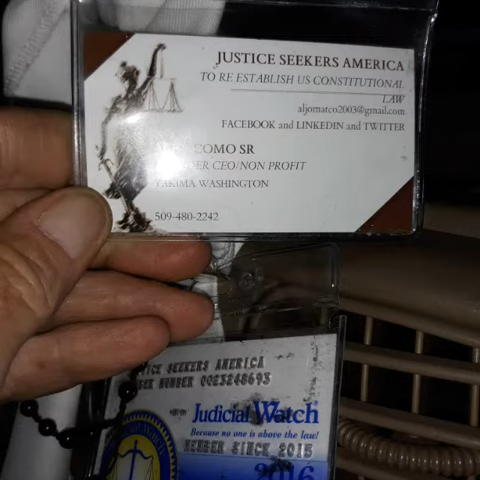 JUSTICE SEEKERS AMERICA
TO RE ESTABLISH US CONSTITUTIONAL
LAW
aljomatco2003@gmail.com
FACEBOOK and LINKEDIN and TWITTER
COMO SR
CEO/NON PROFIT
YAKIMA WASHINGTON
509-480-2242
SEEKERS AMERICA
NUMBER 0023248693
Judicial Watch
Because no one is above the law!
MEMBER SINCE 2015
2016